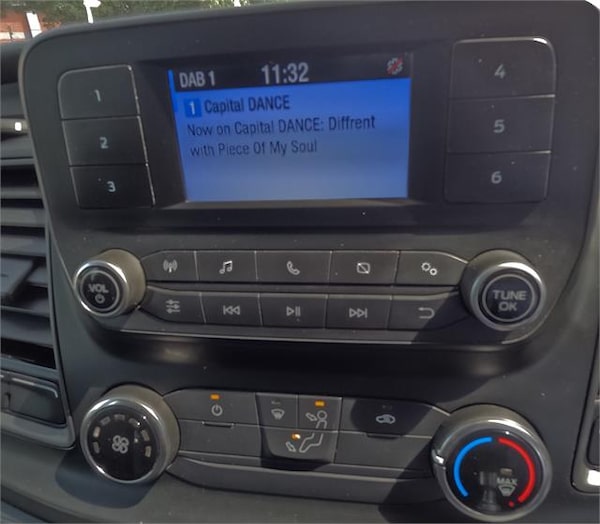 DAB 1 11:32
1 Capital DANCE
Now on Capital DANCE: Diffrent
with Piece Of My Soul
1
2
3
4
5
6
VOL
TUNE
OK
MAX